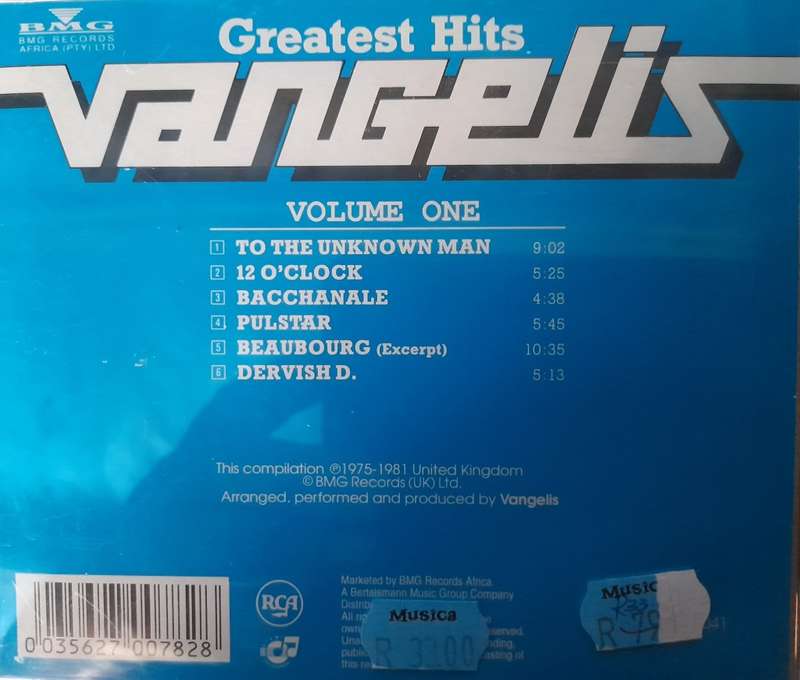 BMG
BMG RECORDS
AFRICA (PTY) LTD
Greatest Hits
vangelis
VOLUME ONE
1 TO THE UNKNOWN MAN 9:02
2 12 O'CLOCK 5:25
3 BACCHANALE 4:38
4 PULSTAR 5:45
5 BEAUBOURG (Excerpt) 10:35
6 DERVISH D. 5:13
This compilation ℗1975-1981 United Kingdom
© BMG Records (UK) Ltd.
Arranged, performed and produced by Vangelis
0 035627 007828
RCA
Marketed by BMG Records Africa.
A Bertelsmann Music Group Company
Musica
R 33.00
Musica
R 79